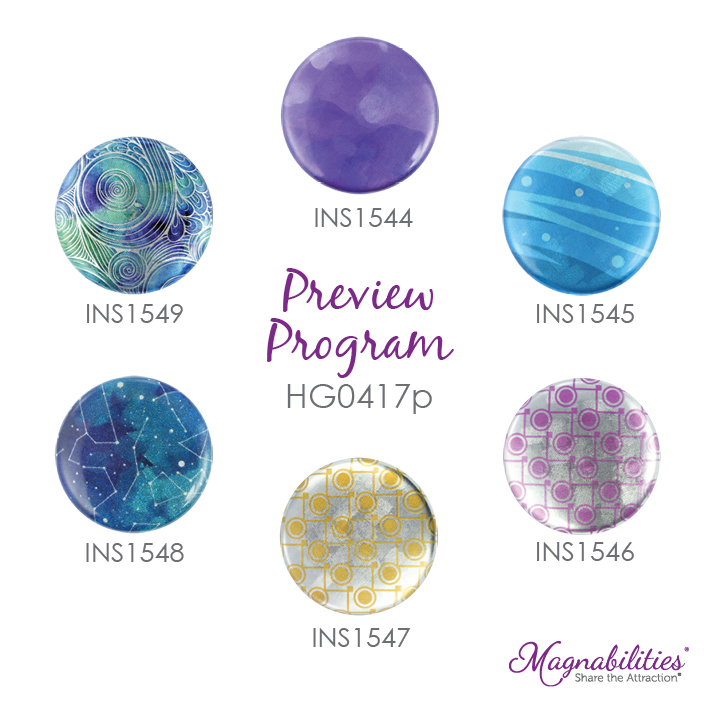 INS1544
INS1549
INS1545
Preview
Program
HG0417p
INS1548
INS1546
INS1547
Magnabilities®
Share the Attraction®